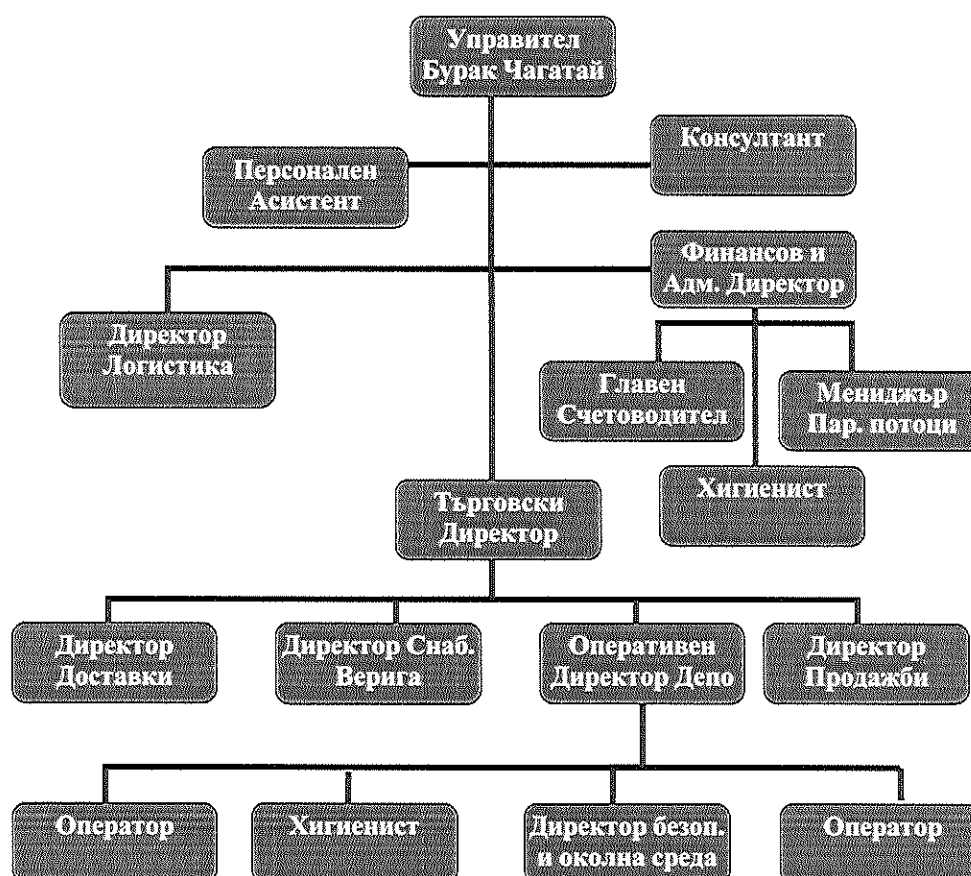 Управител
Бурак Чагатай
Консултант
Персонален
Асистент
Финансов и
Адм. Директор
Директор
Логистика
Главен
Счетоводител
Мениджър
Пар. потоци
Хигиенист
Търговски
Директор
Директор
Доставки
Директор Снаб.
Верига
Оперативен
Директор Депо
Директор
Продажби
Оператор
Хигиенист
Директор безоп.
и околна среда
Оператор